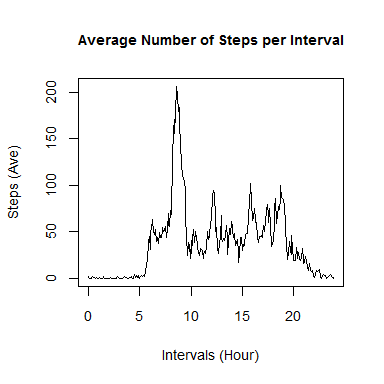 Average Number of Steps per Interval
Steps (Ave)
200
150
100
50
0
0 5 10 15 20
Intervals (Hour)